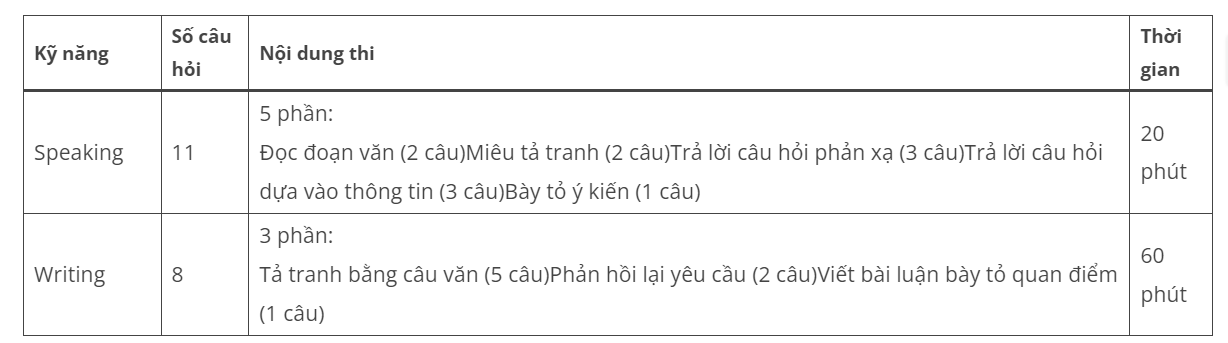 Kỹ năng
Số câu
hỏi
Nội dung thi
Thời
gian
Speaking
11
5 phần:
Đọc đoạn văn (2 câu)Miêu tả tranh (2 câu)Trả lời câu hỏi phản xạ (3 câu)Trả lời câu hỏi
dựa vào thông tin (3 câu)Bày tỏ ý kiến (1 câu)
20
phút
Writing
8
3 phần:
Tả tranh bằng câu văn (5 câu)Phản hồi lại yêu cầu (2 câu)Viết bài luận bày tỏ quan điểm
(1 câu)
60
phút